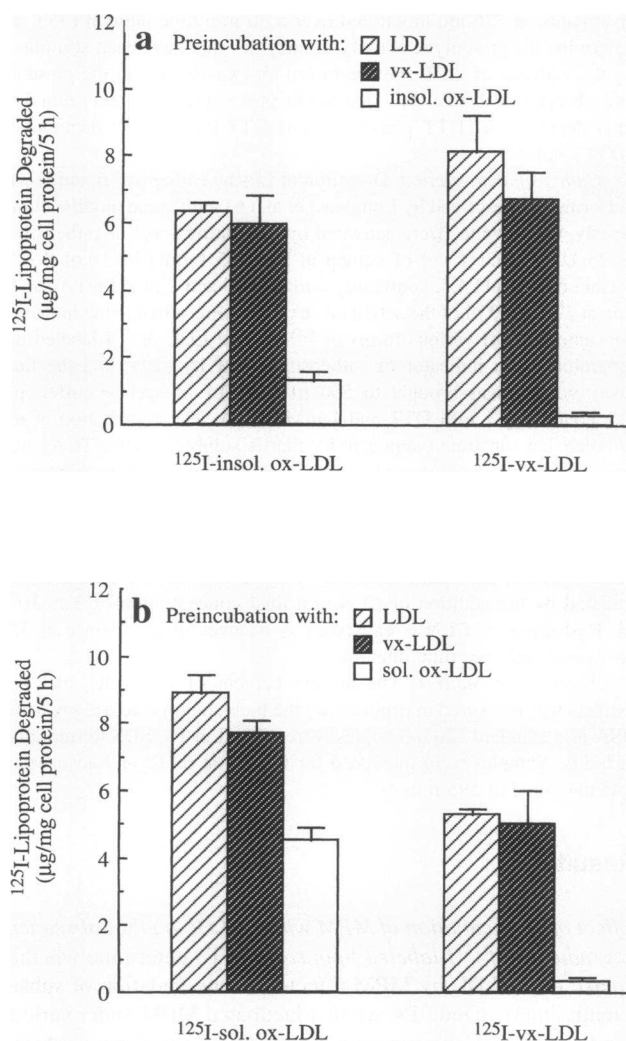 12
a Preincubation with:
LDL
vx-LDL
insol. ox-LDL
10
8
6
4
2
0
¹²⁵I-Lipoprotein Degraded
(μg/mg cell protein/5 h)
¹²⁵I-insol. ox-LDL
¹²⁵I-vx-LDL
12
b Preincubation with:
LDL
vx-LDL
sol. ox-LDL
10
8
6
4
2
0
¹²⁵I-Lipoprotein Degraded
(μg/mg cell protein/5 h)
¹²⁵I-sol. ox-LDL
¹²⁵I-vx-LDL